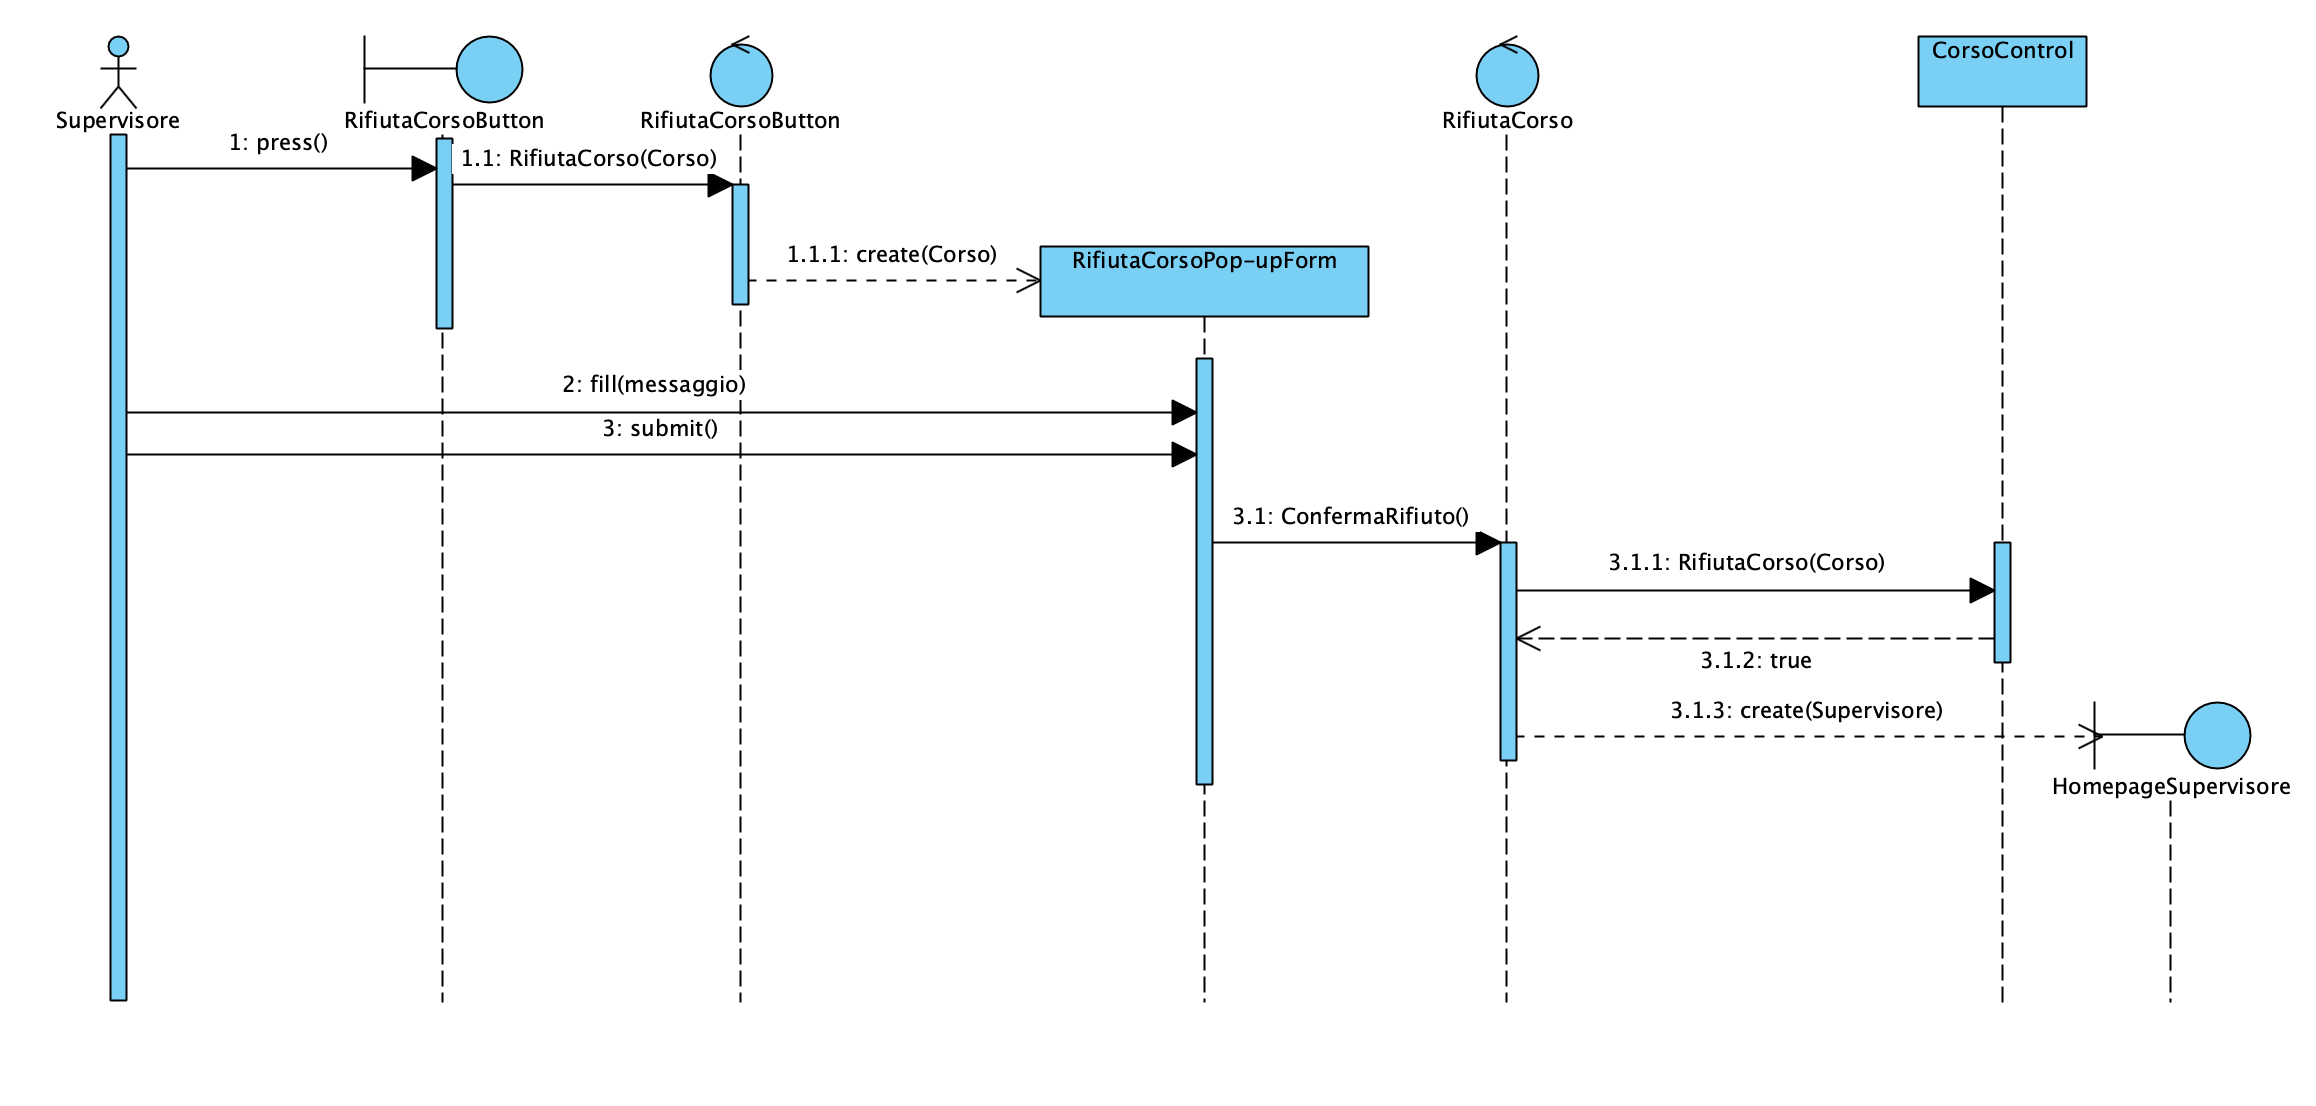 Supervisore
RifiutaCorsoButton
RifiutaCorsoButton
RifiutaCorso
CorsoControl
1: press()
1.1: RifiutaCorso(Corso)
1.1.1: create(Corso)
RifiutaCorsoPop-upForm
2: fill(messaggio)
3: submit()
3.1: ConfermaRifiuto()
3.1.1: RifiutaCorso(Corso)
3.1.2: true
3.1.3: create(Supervisore)
HomepageSupervisore